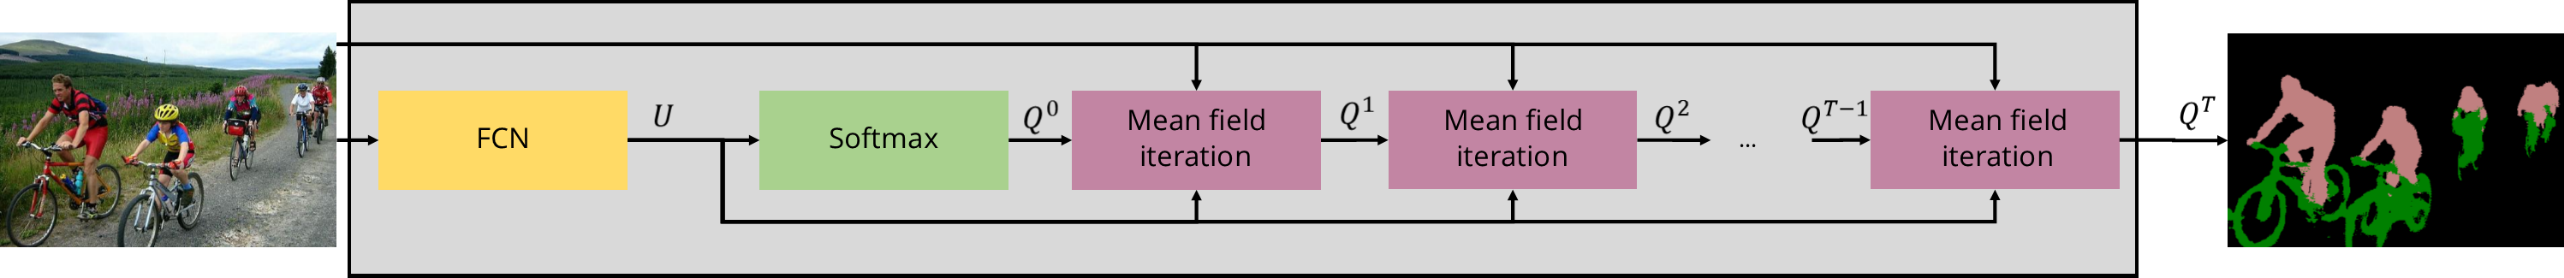 FCN
U
Softmax
Q^0
Mean field
iteration
Q^1
Mean field
iteration
Q^2
...
Q^{T-1}
Mean field
iteration
Q^T